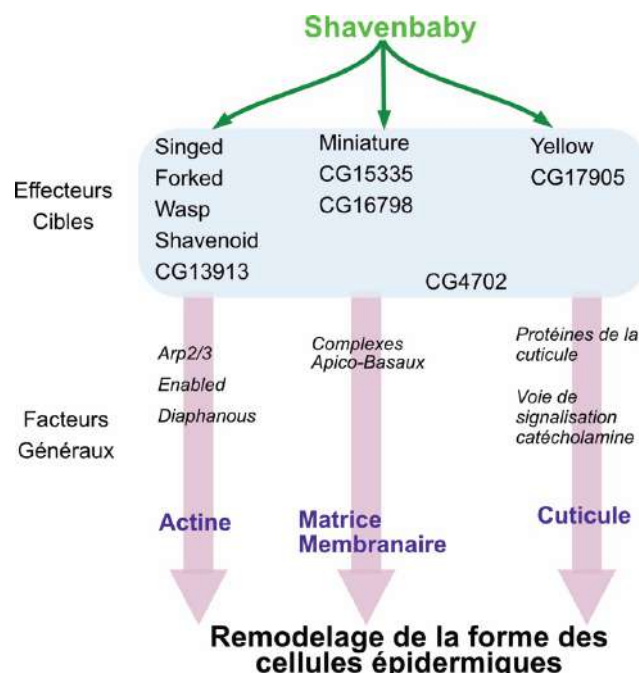 Shavenbaby
Effecteurs
Cibles
Singed
Forked
Wasp
Shavenoid
CG13913
Miniature
CG15335
CG16798
Yellow
CG17905
CG4702
Facteurs
Généraux
Arp2/3
Enabled
Diaphanous
Complexes
Apico-Basaux
Protéines de la
cuticule
Voie de
signalisation
catécholamine
Actine
Matrice
Membranaire
Cuticule
Remodelage de la forme des
cellules épidermiques